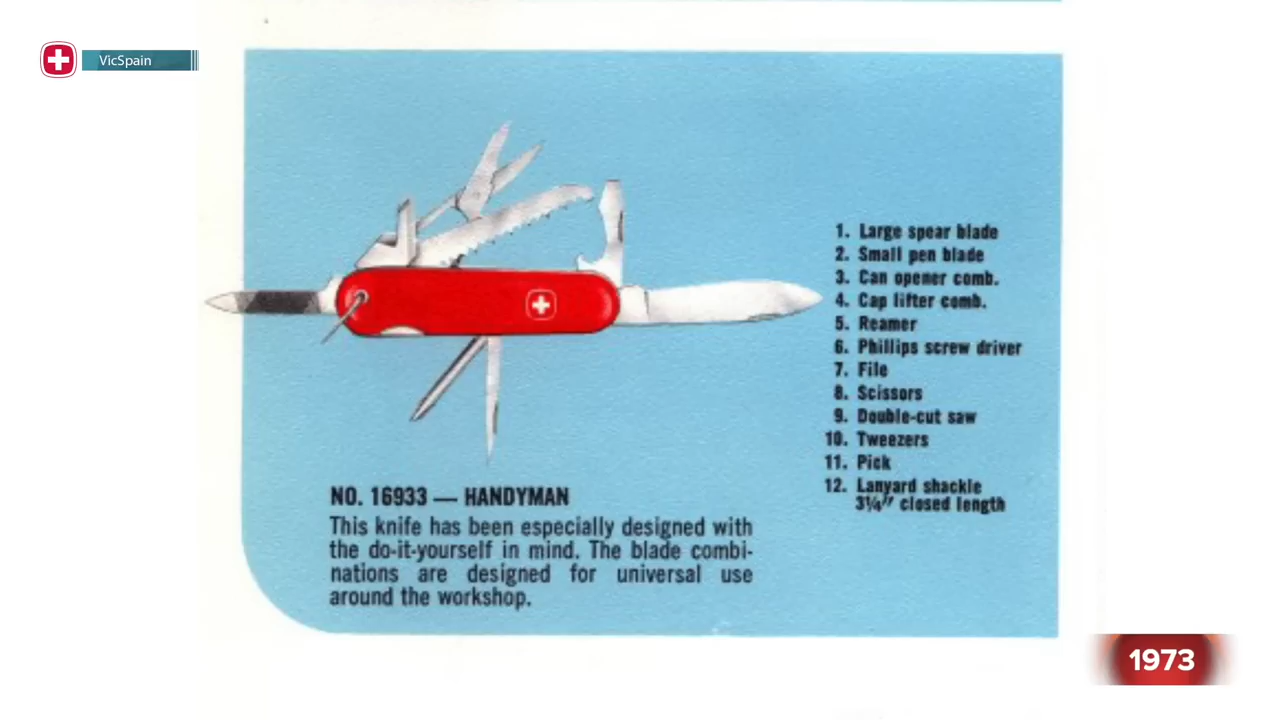 VicSpain
1. Large spear blade
2. Small pen blade
3. Can opener comb.
4. Cap lifter comb.
5. Reamer
6. Phillips screw driver
7. File
8. Scissors
9. Double-cut saw
10. Tweezers
11. Pick
12. Lanyard shackle
3¼" closed length
NO. 16933 — HANDYMAN
This knife has been especially designed with
the do-it-yourself in mind. The blade combi-
nations are designed for universal use
around the workshop.
1973